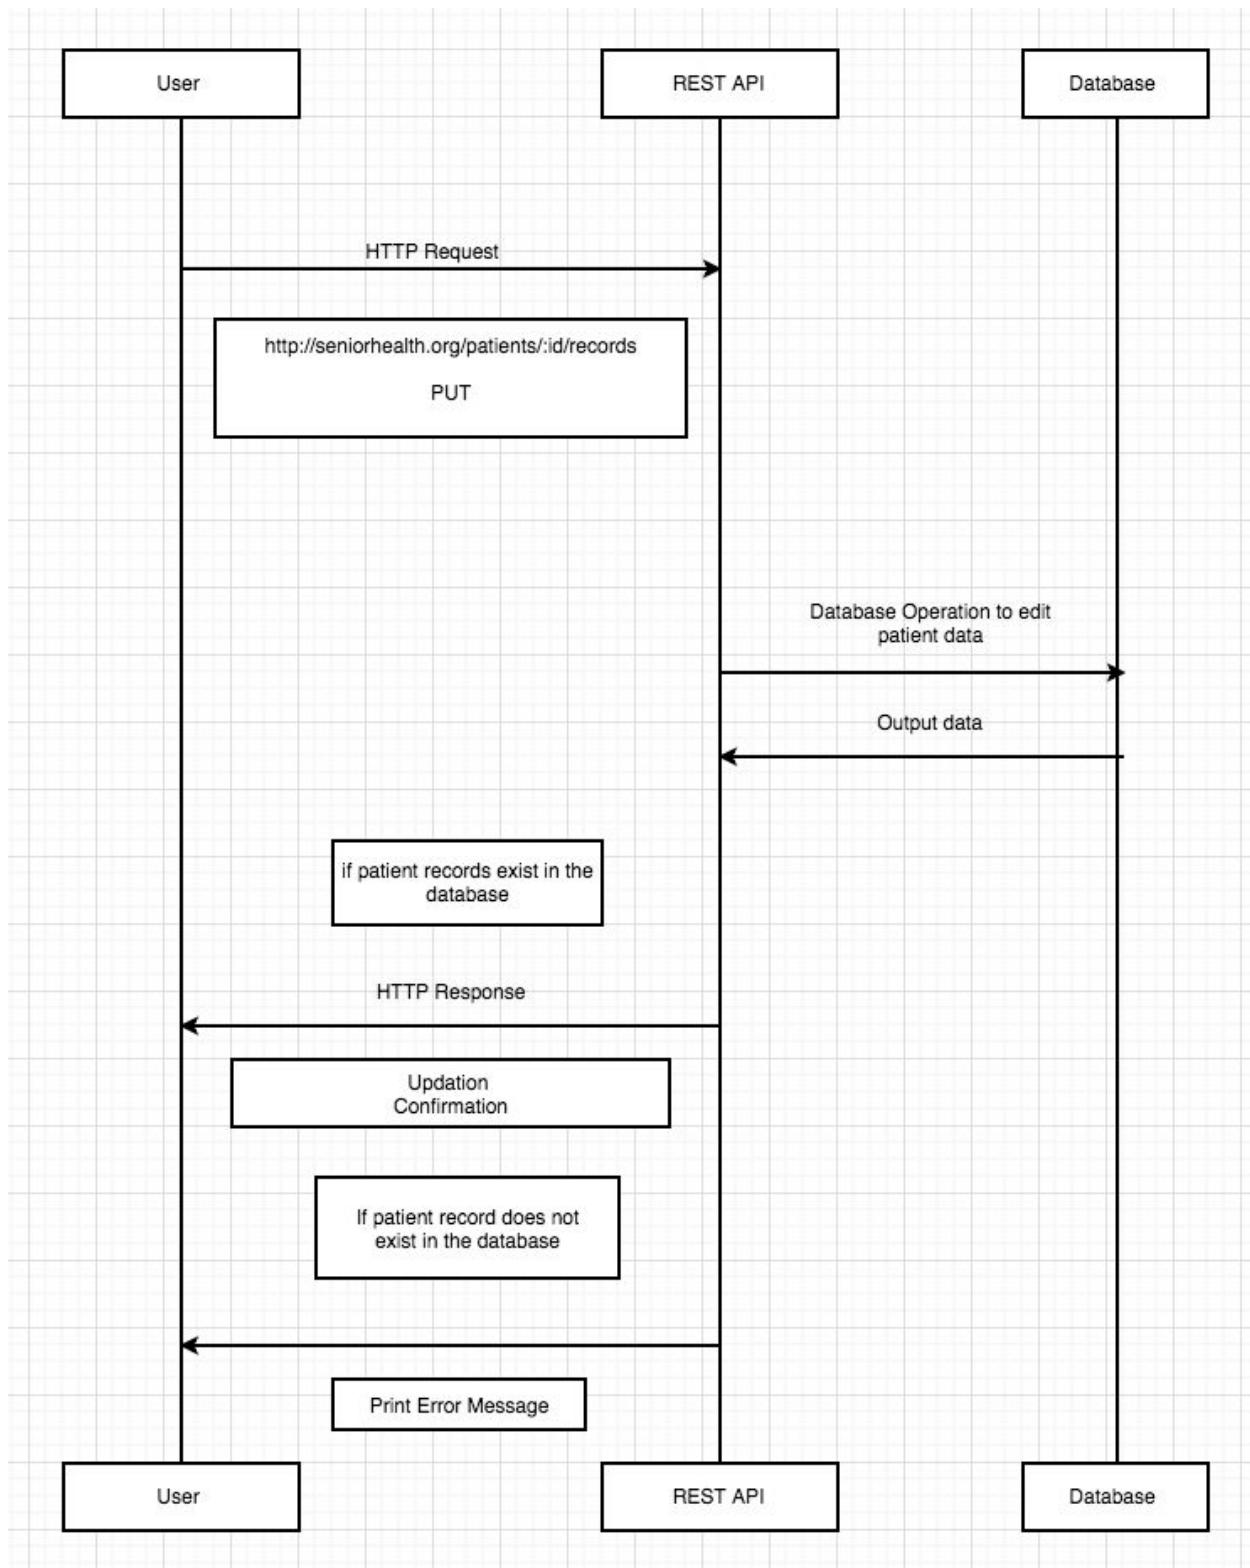 User
REST API
Database
HTTP Request
http://seniorhealth.org/patients/:id/records
PUT
Database Operation to edit
patient data
Output data
if patient records exist in the
database
HTTP Response
Updation
Confirmation
If patient record does not
exist in the database
Print Error Message
User
REST API
Database